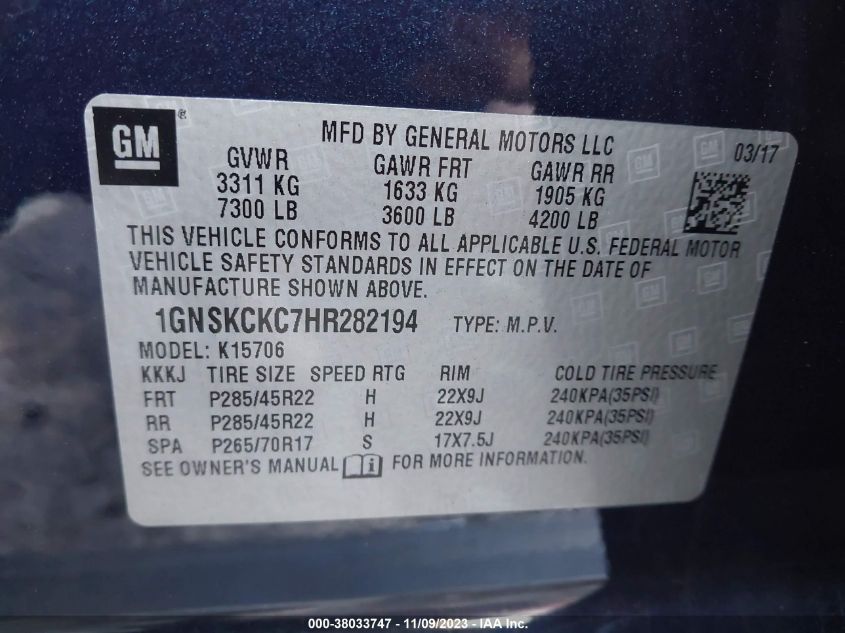 GM®
MFD BY GENERAL MOTORS LLC
03/17
GVWR GAWR FRT GAWR RR
3311 KG 1633 KG 1905 KG
7300 LB 3600 LB 4200 LB
THIS VEHICLE CONFORMS TO ALL APPLICABLE U.S. FEDERAL MOTOR
VEHICLE SAFETY STANDARDS IN EFFECT ON THE DATE OF
MANUFACTURE SHOWN ABOVE.
1GNSKCKC7HR282194 TYPE: M.P.V.
MODEL: K15706
KKKJ TIRE SIZE SPEED RTG RIM COLD TIRE PRESSURE
FRT P285/45R22 H 22X9J 240KPA(35PSI)
RR P285/45R22 H 22X9J 240KPA(35PSI)
SPA P265/70R17 S 17X7.5J 240KPA(35PSI)
SEE OWNER'S MANUAL FOR MORE INFORMATION.
000-38033747 - 11/09/2023 - IAA Inc.